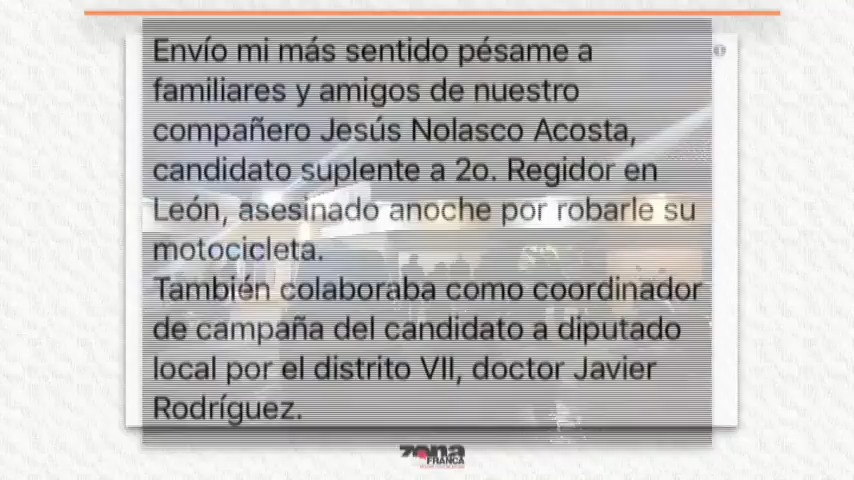 Envío mi más sentido pésame a
familiares y amigos de nuestro
compañero Jesús Nolasco Acosta,
candidato suplente a 2o. Regidor en
León, asesinado anoche por robarle su
motocicleta.
También colaboraba como coordinador
de campaña del candidato a diputado
local por el distrito VII, doctor Javier
Rodríguez.
zona
FRANCA